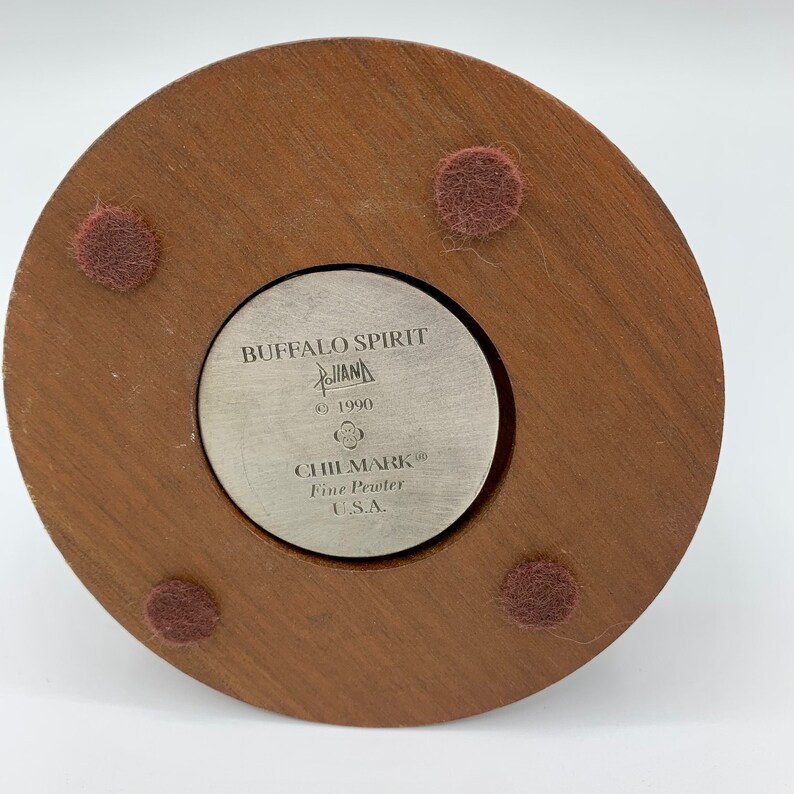 BUFFALO SPIRIT
Polland
© 1990
CHILMARK®
Fine Pewter
U.S.A.